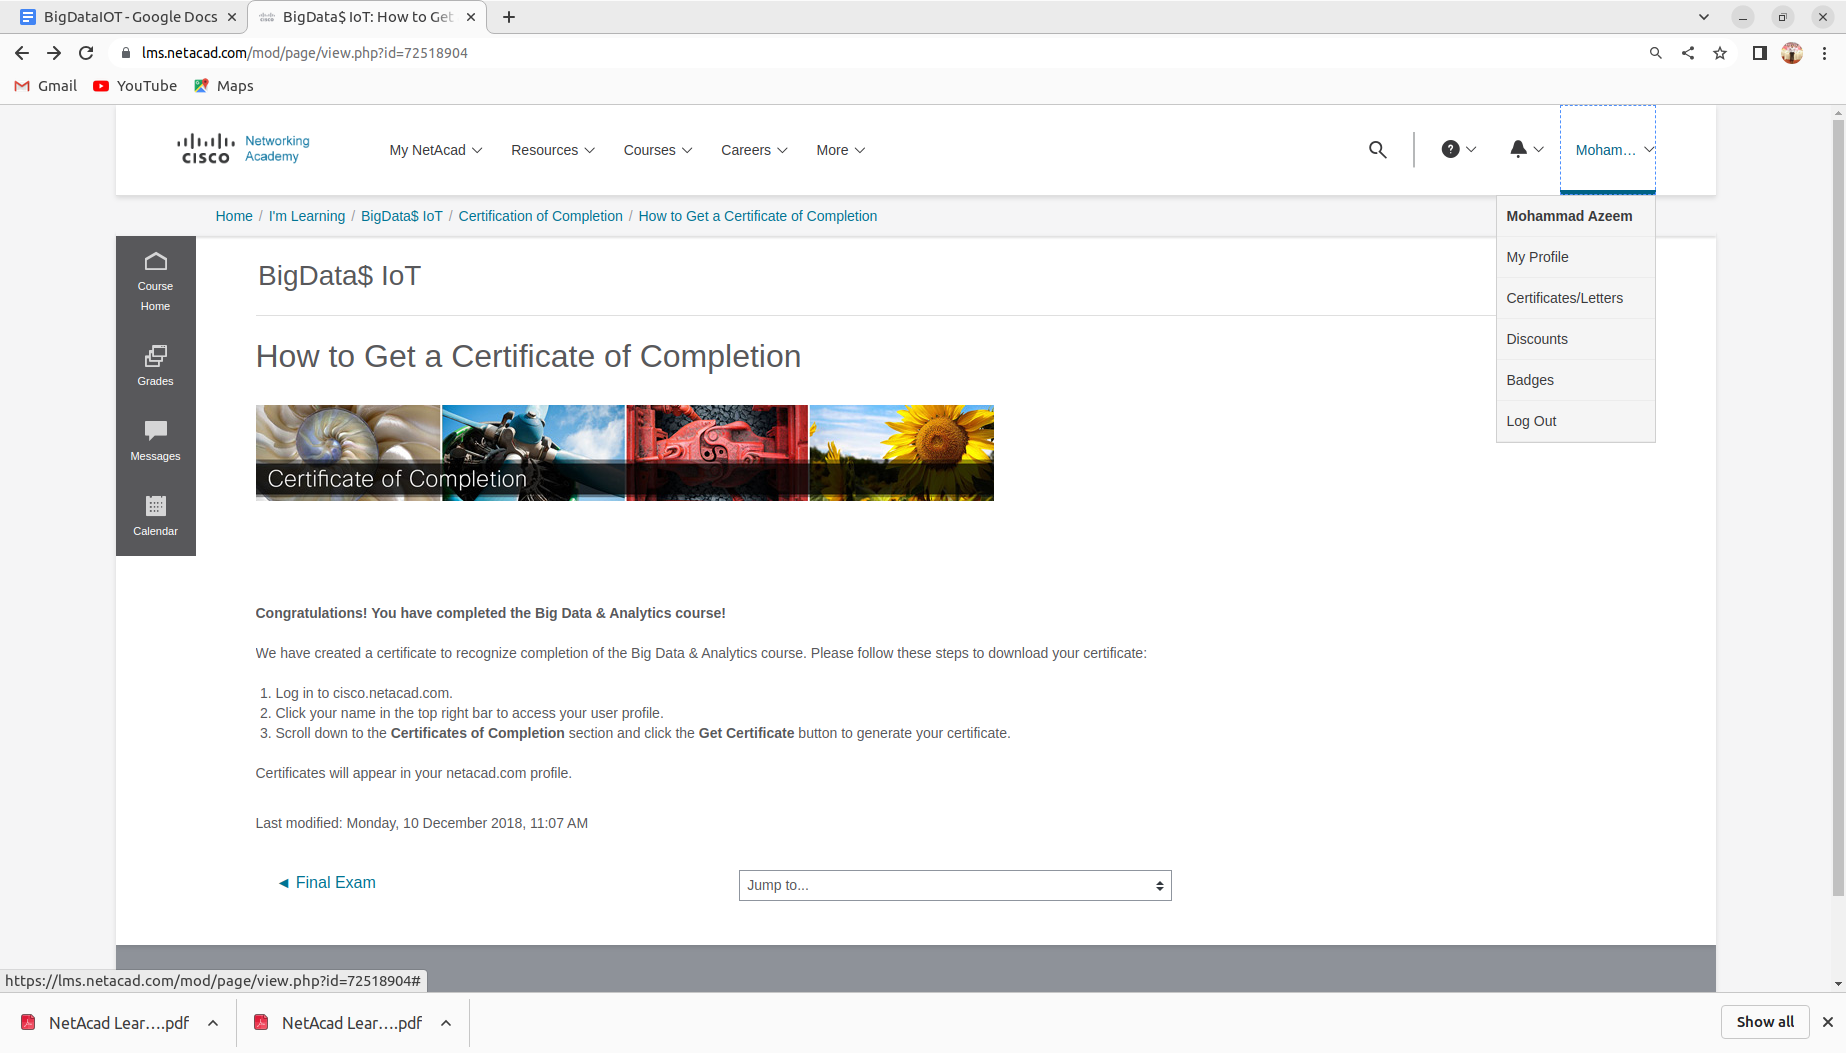 BigDataIOT - Google Docs
BigData$ IoT: How to Get
lms.netacad.com/mod/page/view.php?id=72518904
Gmail
YouTube
Maps
cisco
Networking
Academy
My NetAcad
Resources
Courses
Careers
More
Moham...
Home / I'm Learning / BigData$ IoT / Certification of Completion / How to Get a Certificate of Completion
Mohammad Azeem
My Profile
Certificates/Letters
Discounts
Badges
Log Out
Course
Home
Grades
Messages
Calendar
BigData$ IoT
How to Get a Certificate of Completion
Certificate of Completion
Congratulations! You have completed the Big Data & Analytics course!
We have created a certificate to recognize completion of the Big Data & Analytics course. Please follow these steps to download your certificate:
1. Log in to cisco.netacad.com.
2. Click your name in the top right bar to access your user profile.
3. Scroll down to the Certificates of Completion section and click the Get Certificate button to generate your certificate.
Certificates will appear in your netacad.com profile.
Last modified: Monday, 10 December 2018, 11:07 AM
◄ Final Exam
Jump to...
https://lms.netacad.com/mod/page/view.php?id=72518904#
NetAcad Lear....pdf
NetAcad Lear....pdf
Show all